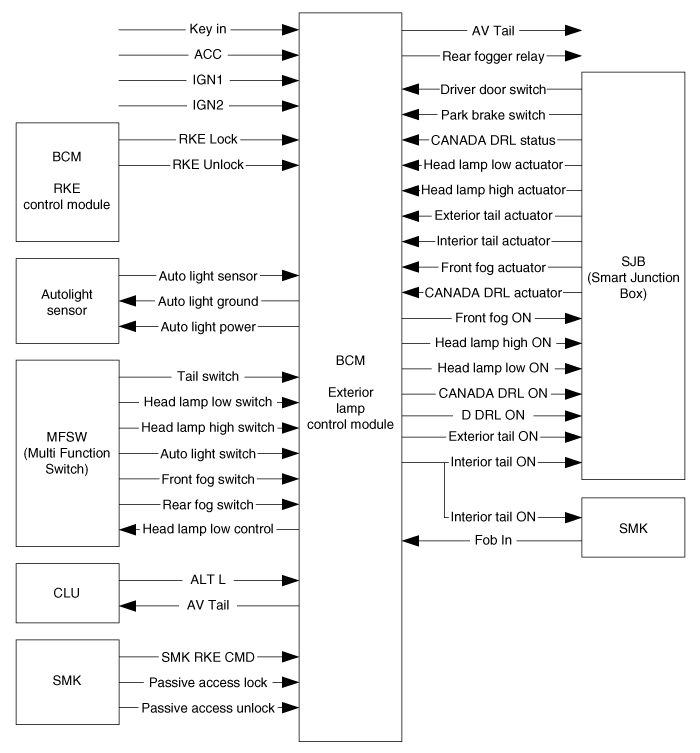 Key in
ACC
IGN1
IGN2
BCM
RKE
control module
RKE Lock
RKE Unlock
Autolight
sensor
Auto light sensor
Auto light ground
Auto light power
MFSW
(Multi Function
Switch)
Tail switch
Head lamp low switch
Head lamp high switch
Auto light switch
Front fog switch
Rear fog switch
Head lamp low control
CLU
ALT L
AV Tail
SMK
SMK RKE CMD
Passive access lock
Passive access unlock
BCM
Exterior
lamp
control module
AV Tail
Rear fogger relay
Driver door switch
Park brake switch
CANADA DRL status
Head lamp low actuator
Head lamp high actuator
Exterior tail actuator
Interior tail actuator
Front fog actuator
CANADA DRL actuator
Front fog ON
Head lamp high ON
Head lamp low ON
CANADA DRL ON
D DRL ON
Exterior tail ON
Interior tail ON
SJB
(Smart Junction
Box)
Interior tail ON
Fob In
SMK